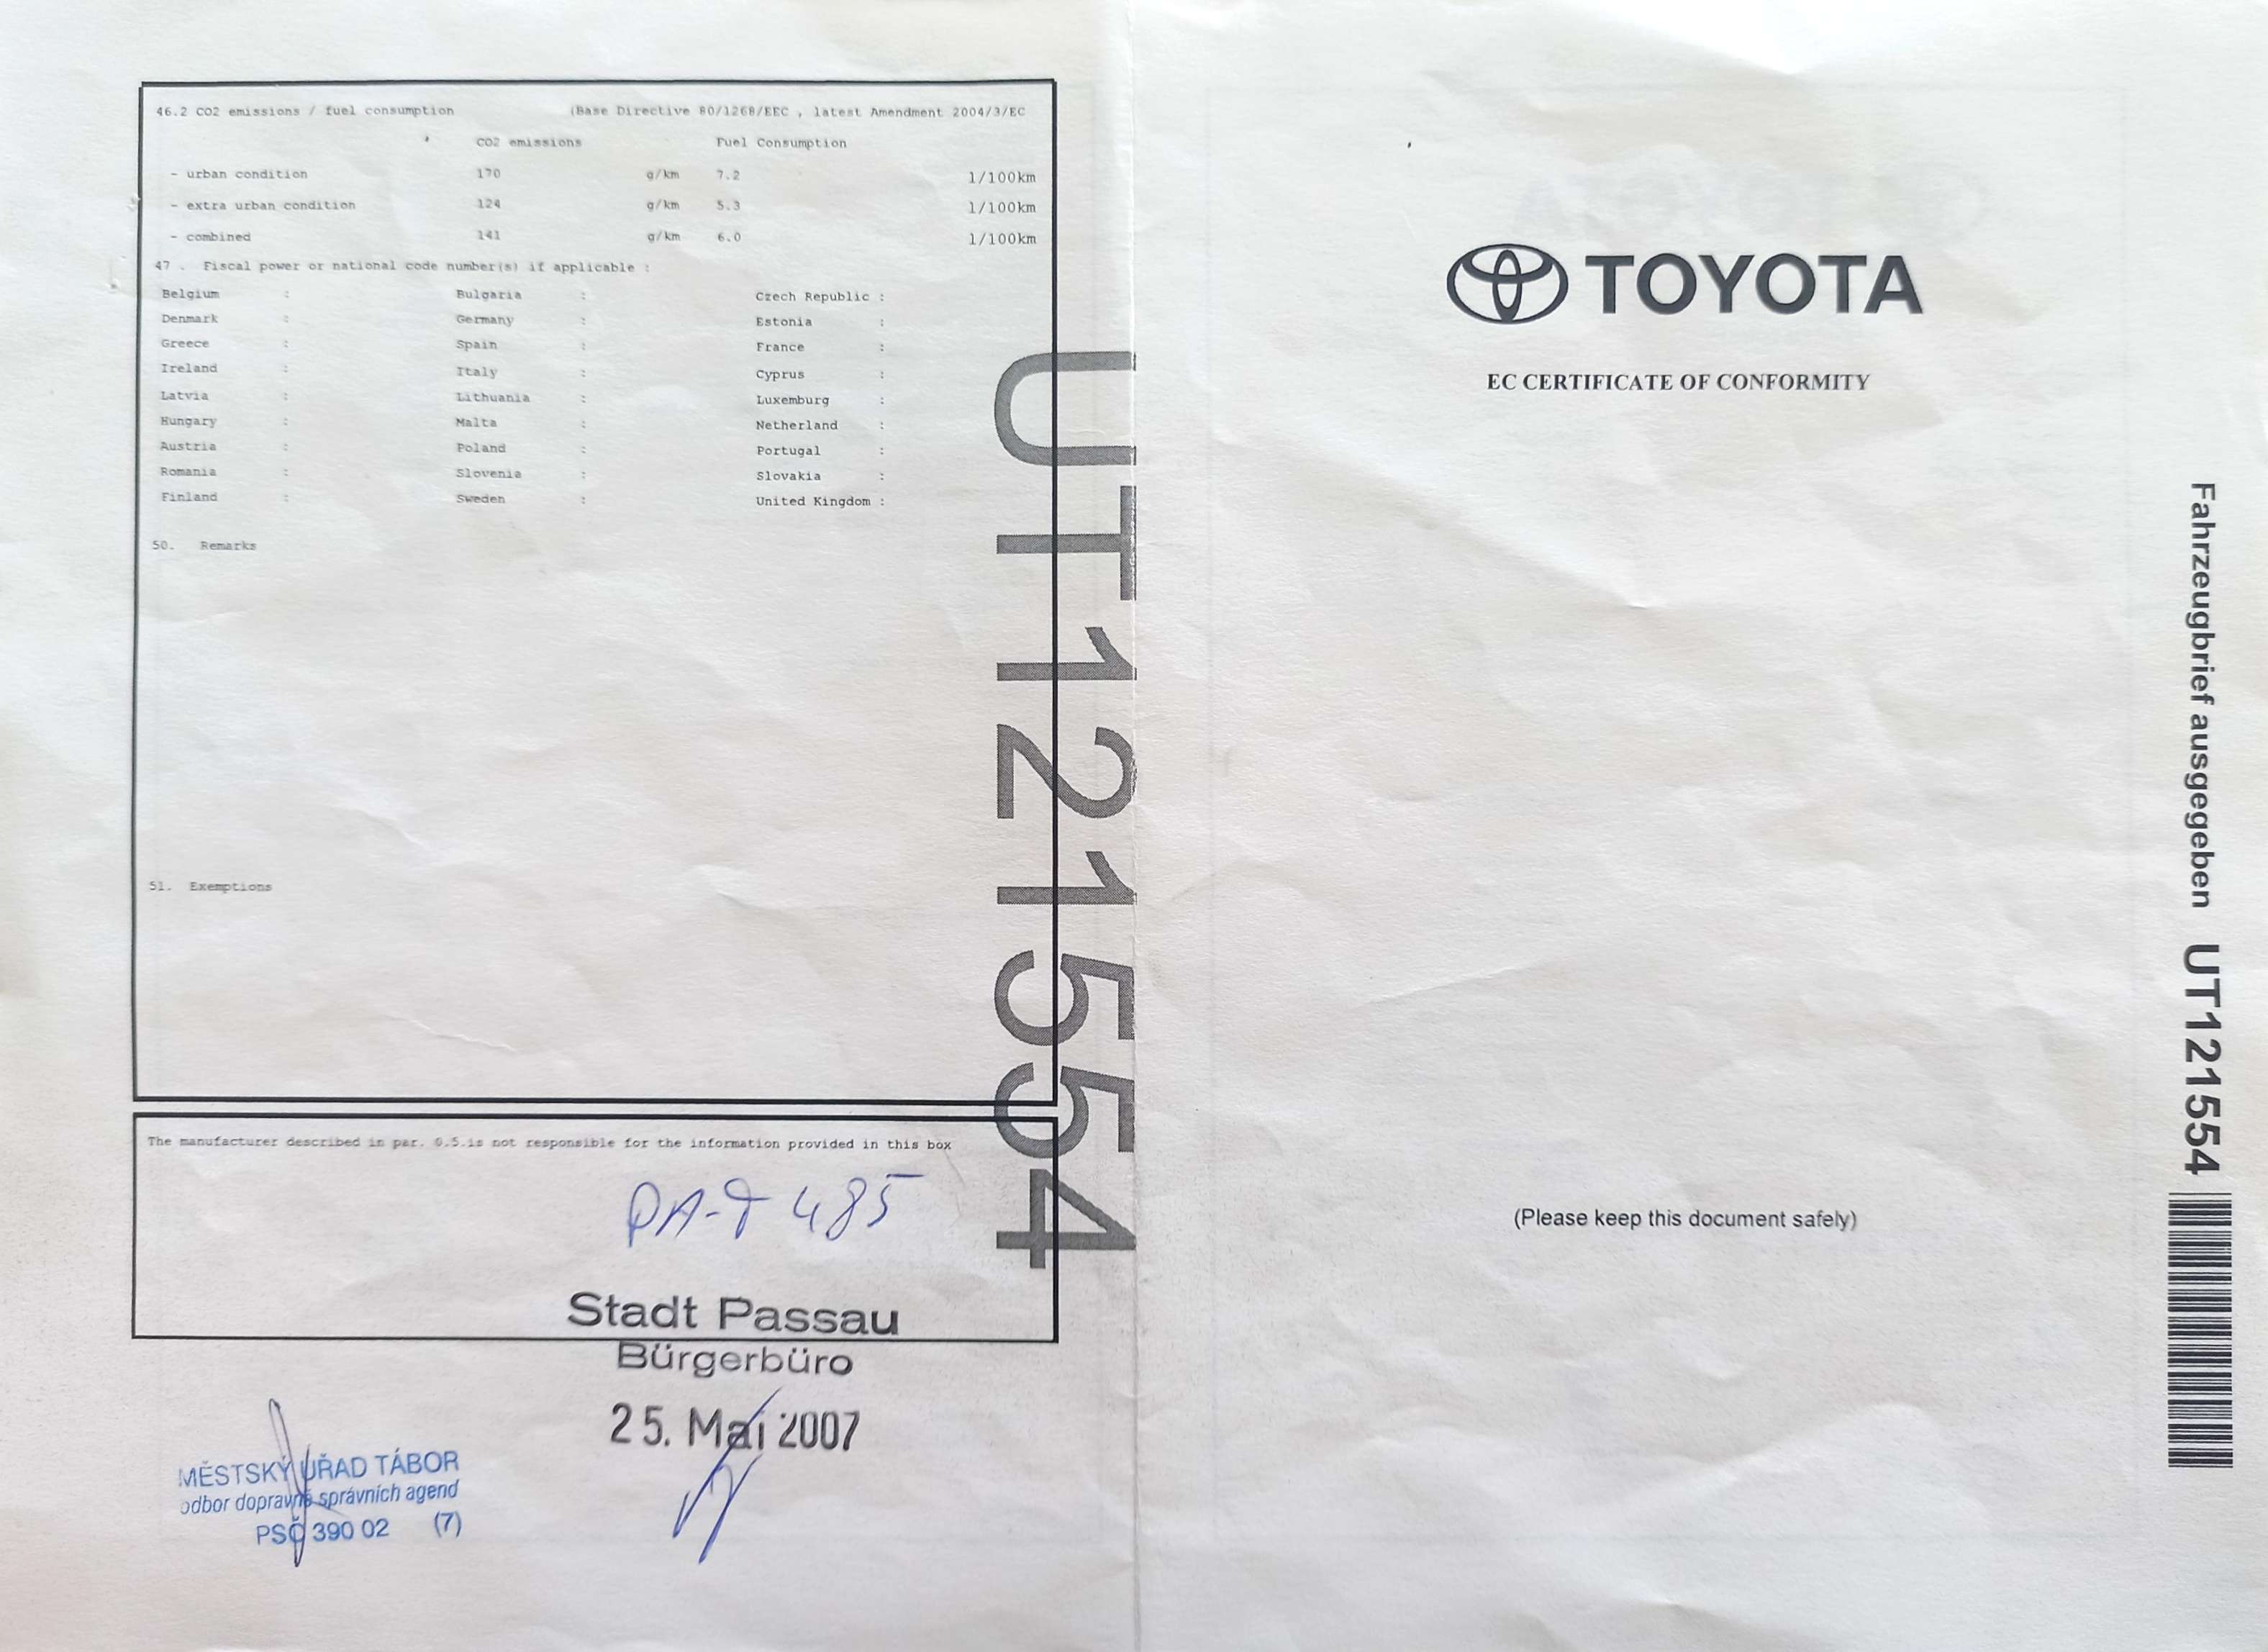 46.2 CO2 emissions / fuel consumption (Base Directive 80/1268/EEC , latest Amendment 2004/3/EC
CO2 emissions Fuel Consumption
- urban condition 170 g/km 7.2 l/100km
- extra urban condition 124 g/km 5.3 l/100km
- combined 141 g/km 6.0 l/100km
47 . Fiscal power or national code number(s) if applicable :
Belgium : Bulgaria : Czech Republic :
Denmark : Germany : Estonia :
Greece : Spain : France :
Ireland : Italy : Cyprus :
Latvia : Lithuania : Luxemburg :
Hungary : Malta : Netherland :
Austria : Poland : Portugal :
Romania : Slovenia : Slovakia :
Finland : Sweden : United Kingdom :
50. Remarks
51. Exemptions
UT121554
The manufacturer described in par. 0.5.is not responsible for the information provided in this box
PA-T 485
Stadt Passau
Bürgerbüro
25. Mai 2007
MĚSTSKÝ ÚŘAD TÁBOR
odbor dopravně správních agend
PSČ 390 02 (7)
TOYOTA
EC CERTIFICATE OF CONFORMITY
(Please keep this document safely)
Fahrzeugbrief ausgegeben UT121554